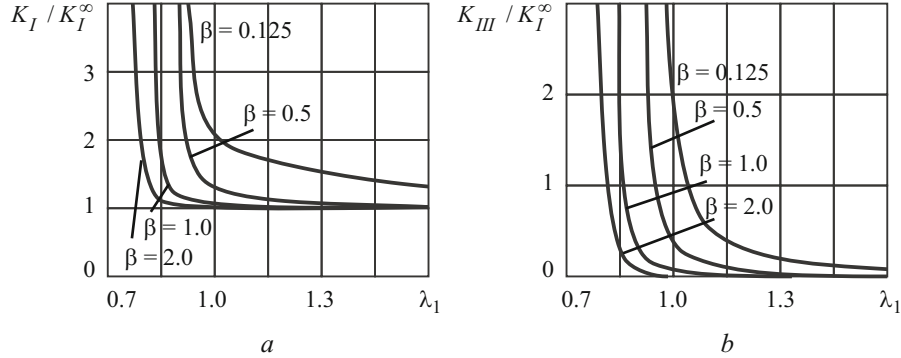 K_I / K_I^∞
β = 0.125
3
β = 0.5
2
1
β = 1.0
β = 2.0
0
0.7 1.0 1.3 λ₁
a
K_III / K_I^∞
β = 0.125
2
β = 0.5
β = 1.0
1
β = 2.0
0
0.7 1.0 1.3 λ₁
b